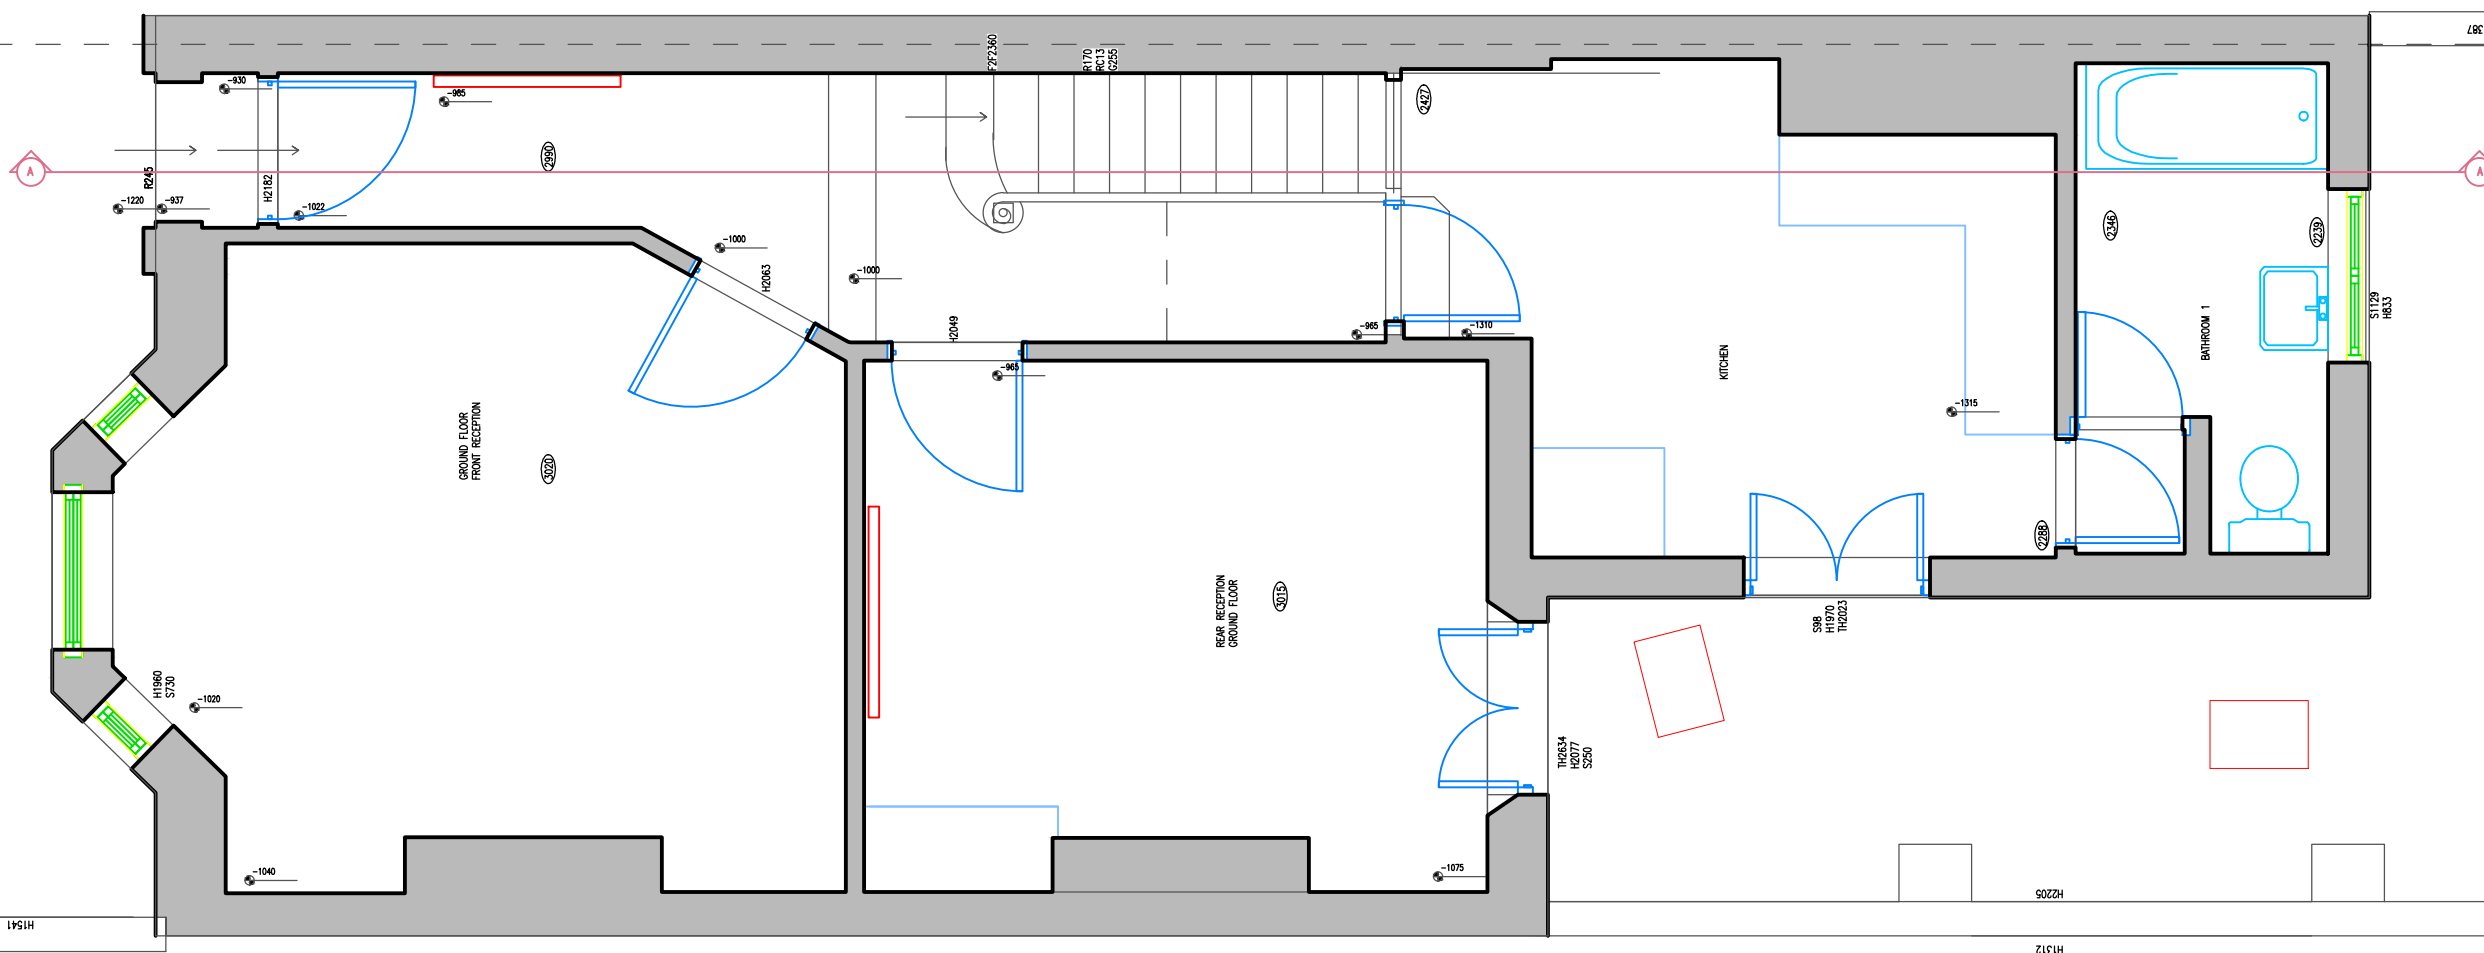 387
F2F2360
R170
RC13
G255
-930
-985
2427
2990
A
A
R245
H2182
-1220
-937
-1022
-1000
H2063
-1000
2346
2239
BATHROOM 1
S1129
H833
H2049
-965
-1310
-965
KITCHEN
-1315
GROUND FLOOR
FRONT RECEPTION
3020
2288
REAR RECEPTION
GROUND FLOOR
3015
S98
H1970
TH2023
H1960
S730
-1020
TH2634
H2077
S250
-1040
-1075
H2205
H1541
H1312